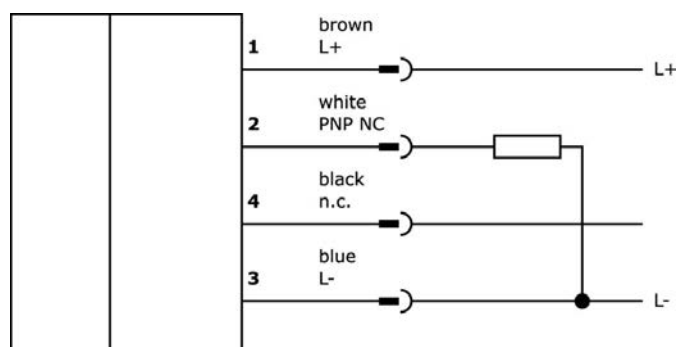 brown
1 L+ L+
white
2 PNP NC
black
4 n.c.
blue
3 L- L-